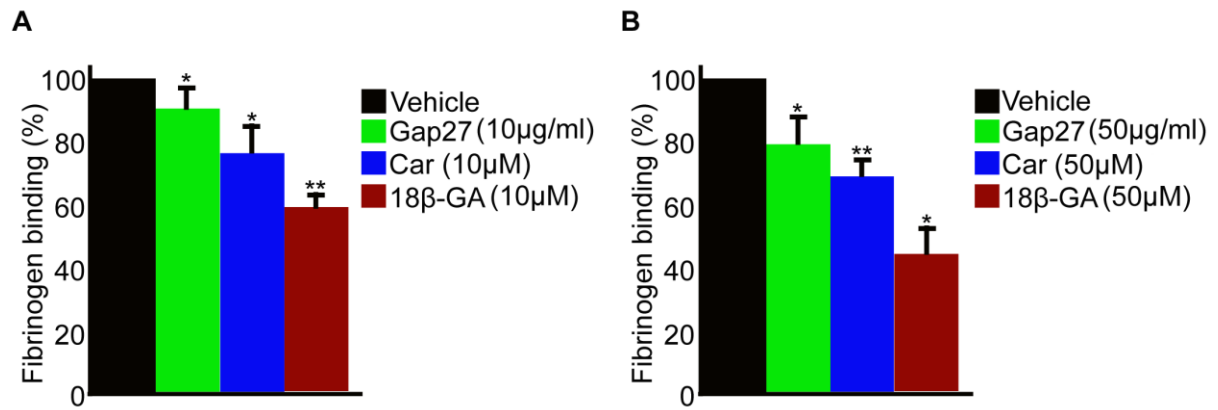 A
Fibrinogen binding (%)
100
80
60
40
20
0
*
*
**
Vehicle
Gap27 (10µg/ml)
Car (10µM)
18β-GA (10µM)
B
Fibrinogen binding (%)
100
80
60
40
20
0
*
**
*
Vehicle
Gap27 (50µg/ml)
Car (50µM)
18β-GA (50µM)